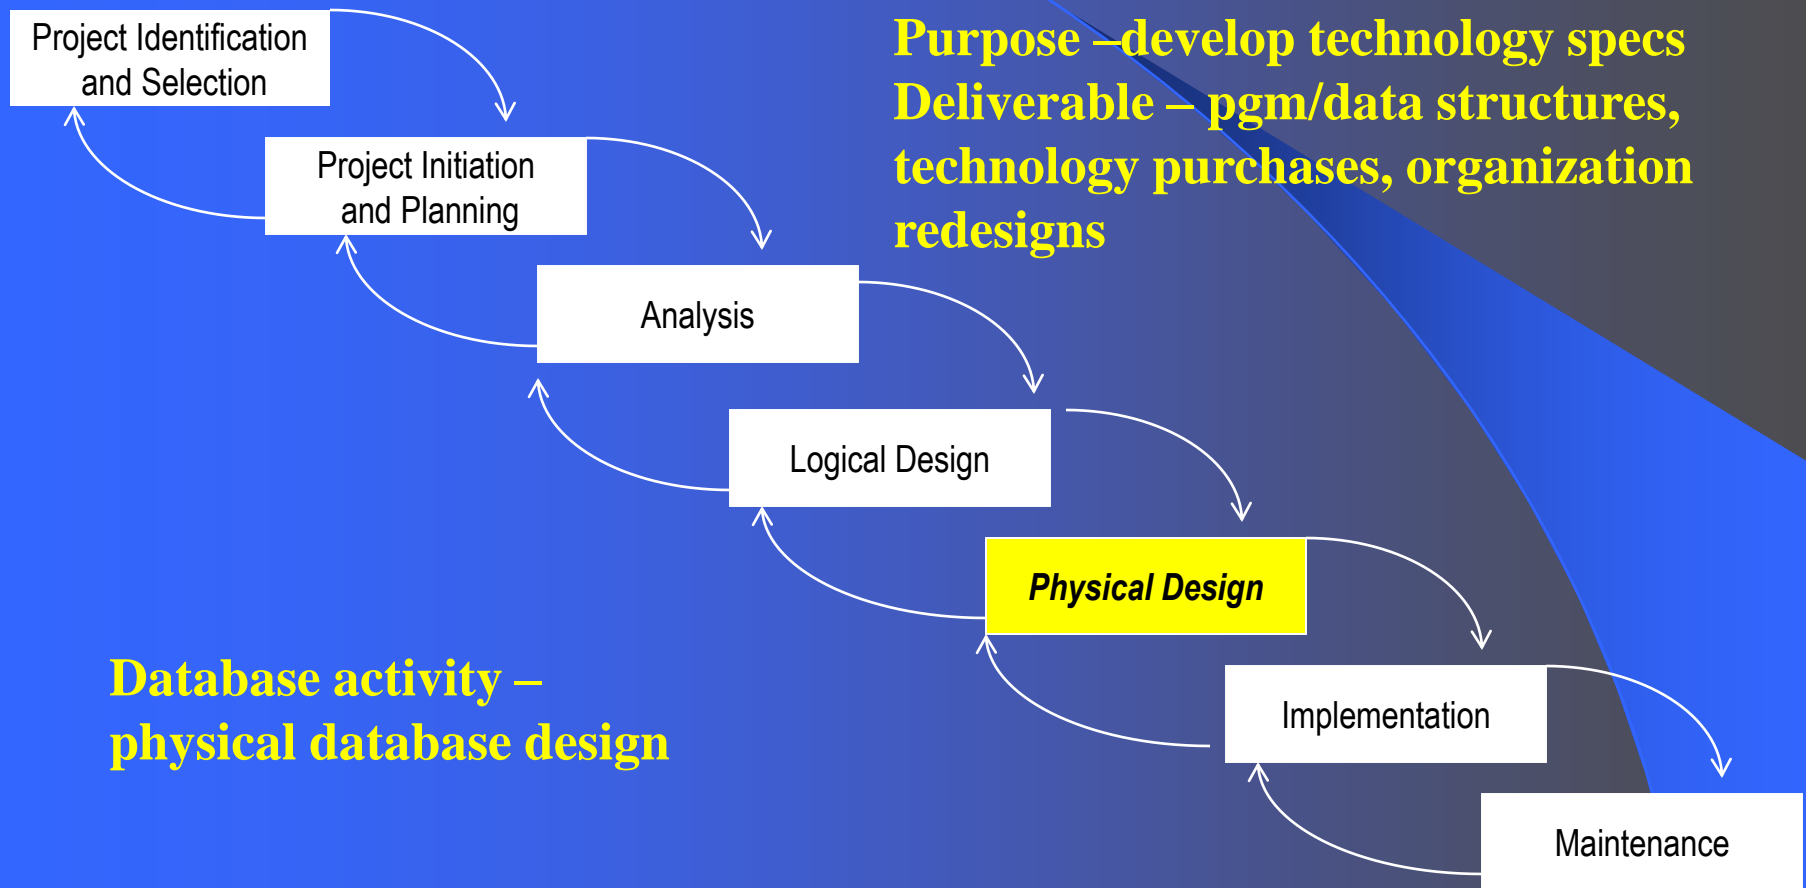 Project Identification
and Selection
Purpose –develop technology specs
Deliverable – pgm/data structures,
technology purchases, organization
redesigns
Project Initiation
and Planning
Analysis
Logical Design
Physical Design
Database activity –
physical database design
Implementation
Maintenance